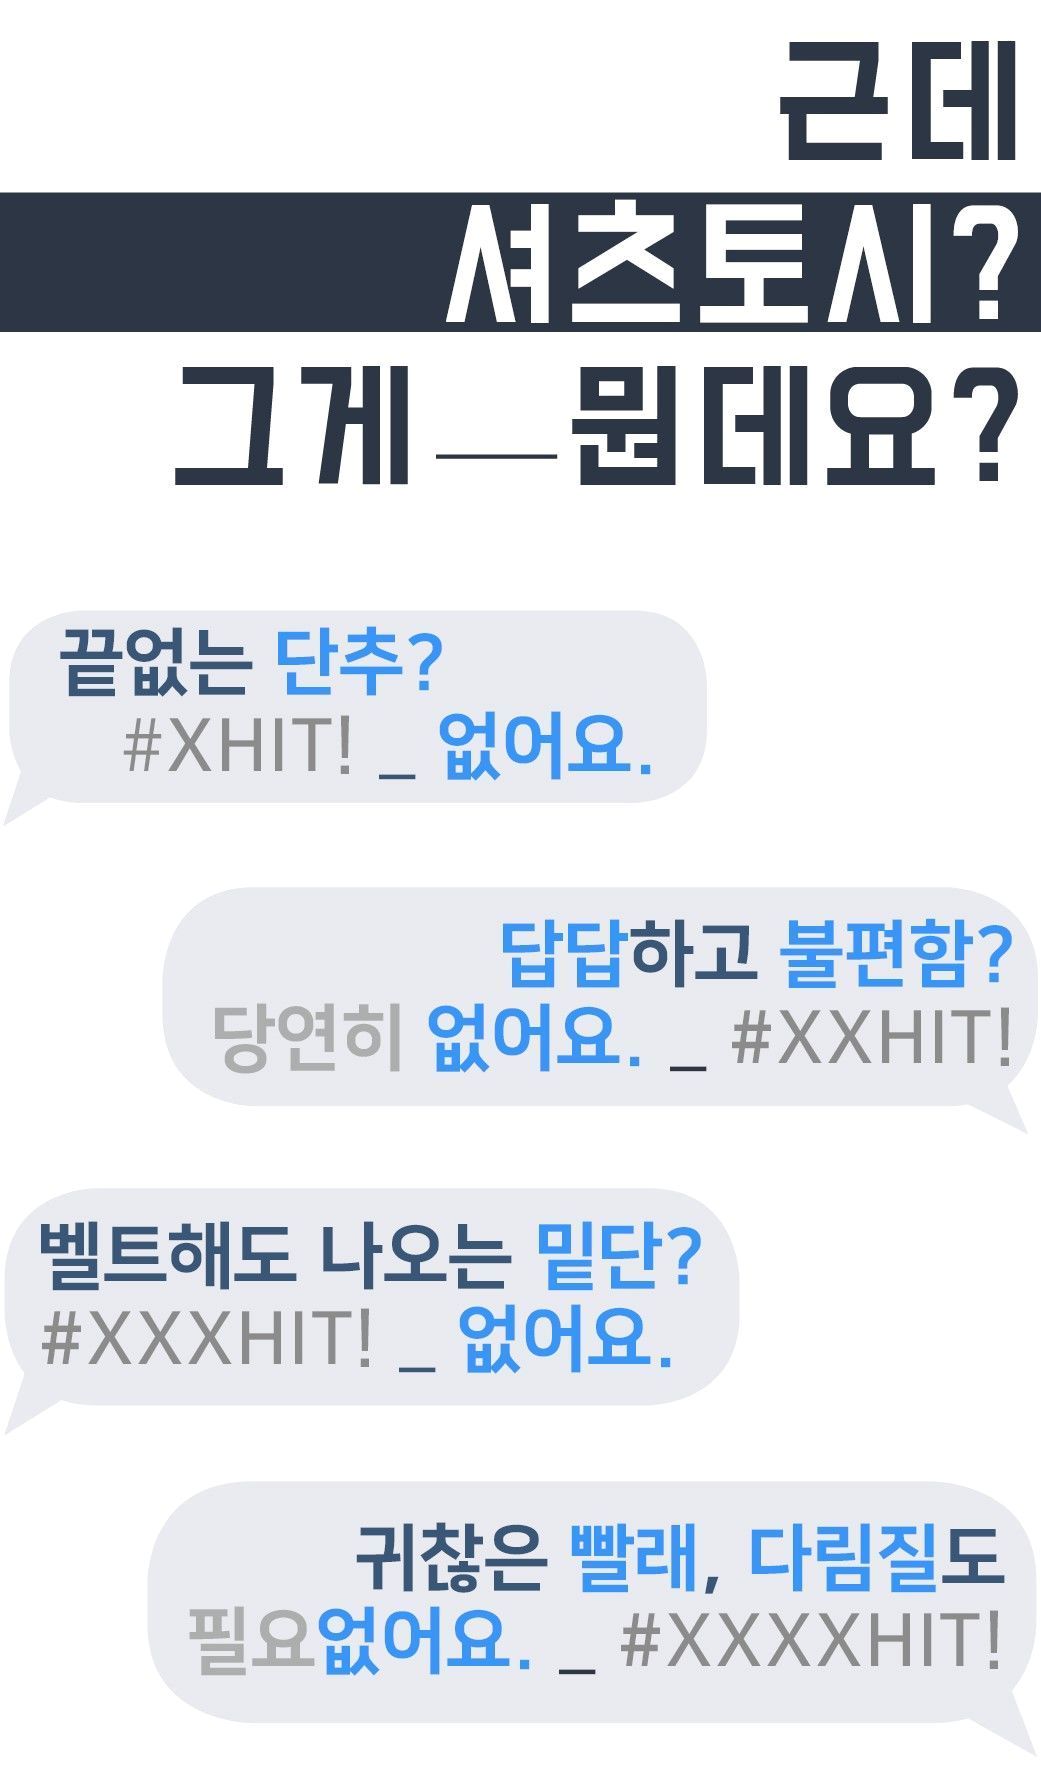 근데
셔츠토시?
그게 __ 뭔데요?
끝없는 단추?
#XHIT! _ 없어요.
답답하고 불편함?
당연히 없어요. _ #XXHIT!
벨트해도 나오는 밑단?
#XXXHIT! _ 없어요.
귀찮은 빨래, 다림질도
필요없어요. _ #XXXXHIT!